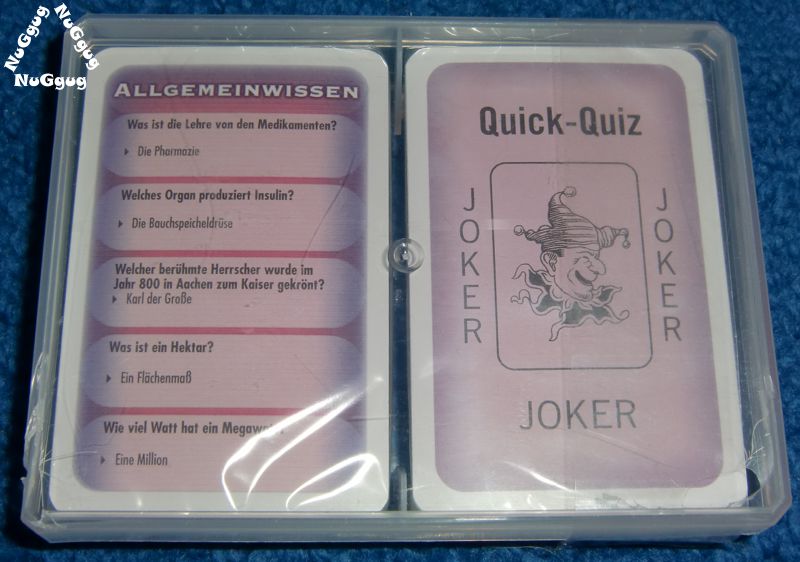 NuGgug
NuGgug
NuGgug
ALLGEMEINWISSEN
Was ist die Lehre von den Medikamenten?
Die Pharmazie
Welches Organ produziert Insulin?
Die Bauchspeicheldrüse
Welcher berühmte Herrscher wurde im
Jahr 800 in Aachen zum Kaiser gekrönt?
Karl der Große
Was ist ein Hektar?
Ein Flächenmaß
Wie viel Watt hat ein Megawatt?
Eine Million
Quick-Quiz
JOKER
JOKER
JOKER